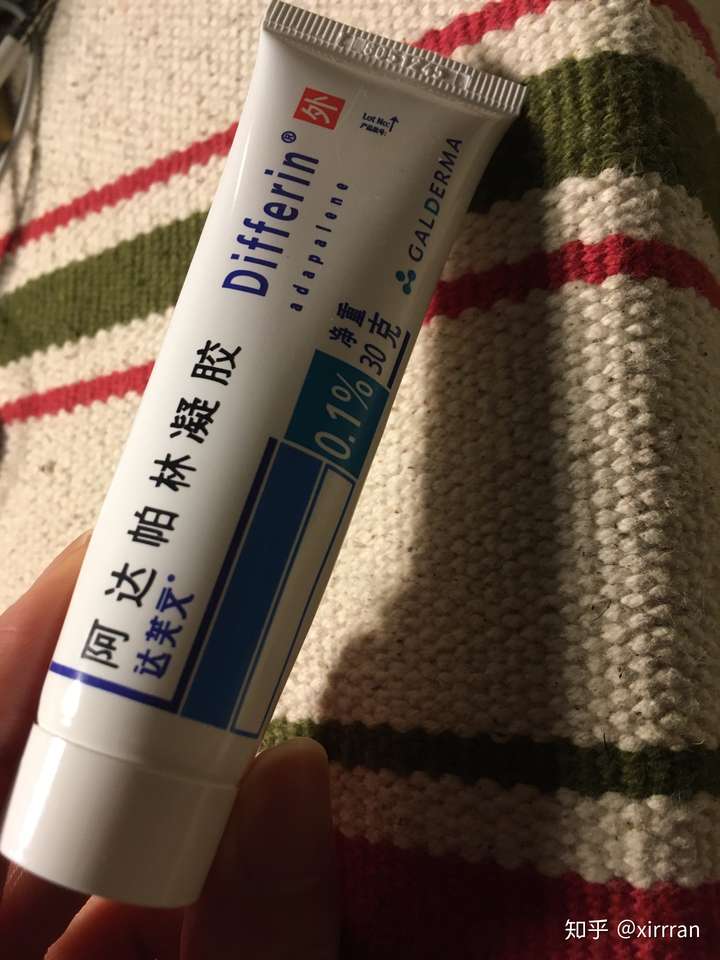 外
Lot No:
产品批号:
Differin®
adapalene
GALDERMA
净重
30克
0.1%
阿达帕林凝胶
达芙文
知乎 @xirrran